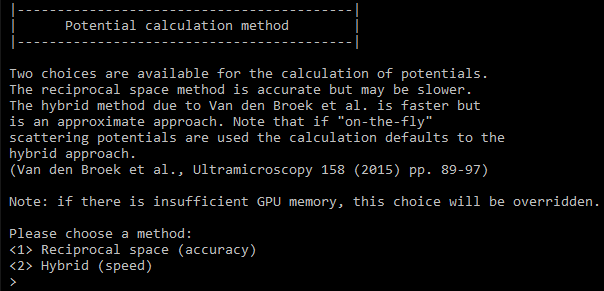 |------------------------------------------|
|      Potential calculation method        |
|------------------------------------------|
Two choices are available for the calculation of potentials.
The reciprocal space method is accurate but may be slower.
The hybrid method due to Van den Broek et al. is faster but
is an approximate approach. Note that if "on-the-fly"
scattering potentials are used the calculation defaults to the
hybrid approach.
(Van den Broek et al., Ultramicroscopy 158 (2015) pp. 89-97)
Note: if there is insufficient GPU memory, this choice will be overridden.
Please choose a method:
<1> Reciprocal space (accuracy)
<2> Hybrid (speed)
>